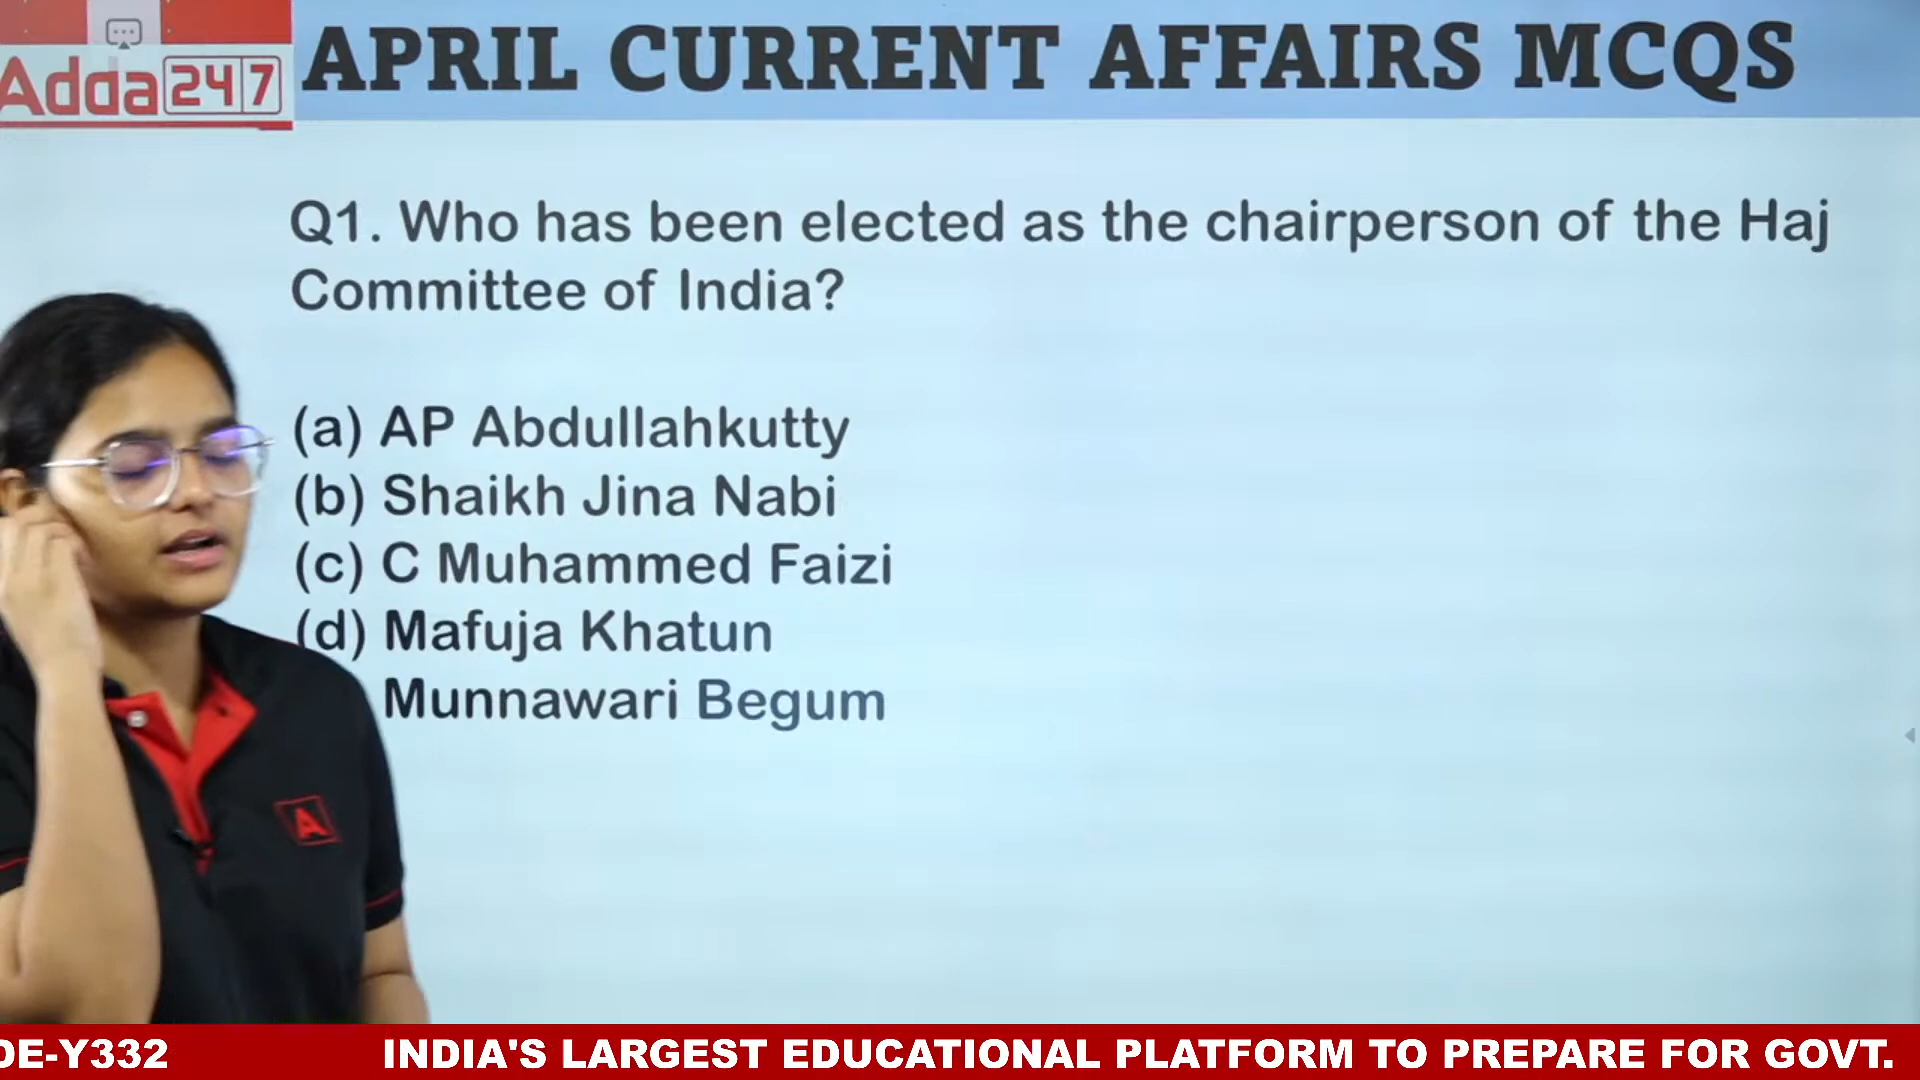 Adda 247
APRIL CURRENT AFFAIRS MCQS
Q1. Who has been elected as the chairperson of the Haj
Committee of India?
(a) AP Abdullahkutty
(b) Shaikh Jina Nabi
(c) C Muhammed Faizi
(d) Mafuja Khatun
Munnawari Begum
A
DE-Y332 INDIA'S LARGEST EDUCATIONAL PLATFORM TO PREPARE FOR GOVT.